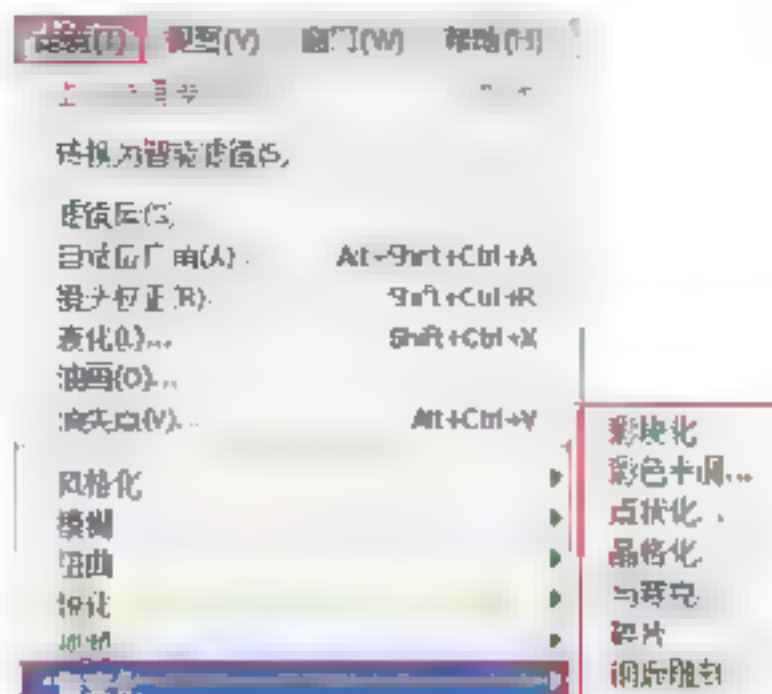 视图(V) 窗口(W) 帮助(H)
转换为智能滤镜(S)
滤镜库(G)
自适应广角(A)... Alt+Shift+Ctrl+A
镜头校正(R)... Shift+Ctrl+R
液化(L)... Shift+Ctrl+X
油画(O)...
消失点(V)... Alt+Ctrl+V
风格化
模糊
扭曲
锐化
视频
彩块化
彩色半调...
点状化...
晶格化...
马赛克...
碎片
铜版雕刻